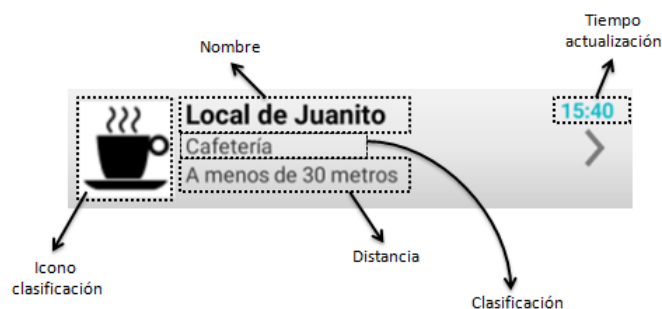 Tiempo
actualización
Nombre
Local de Juanito
15:40
Cafetería
A menos de 30 metros
Icono
clasificación
Distancia
Clasificación